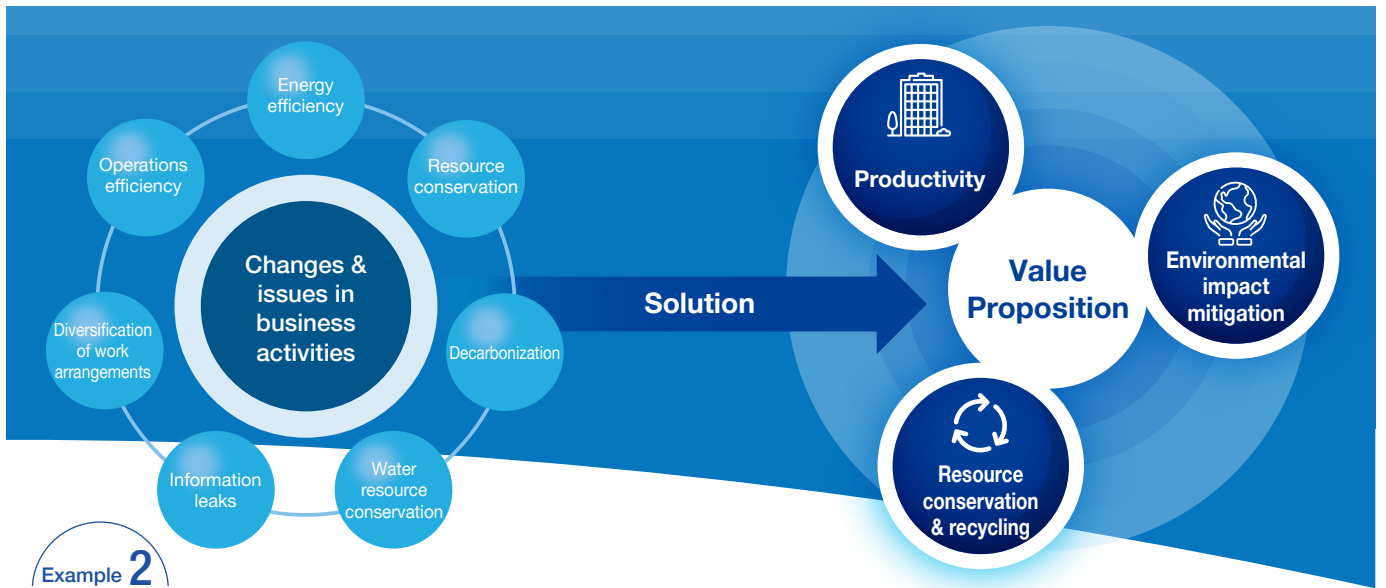 Energy
efficiency
Resource
conservation
Decarbonization
Water
resource
conservation
Information
leaks
Diversification
of work
arrangements
Operations
efficiency
Changes &
issues in
business
activities
Solution
Value
Proposition
Productivity
Environmental
impact
mitigation
Resource
conservation
& recycling
Example 2